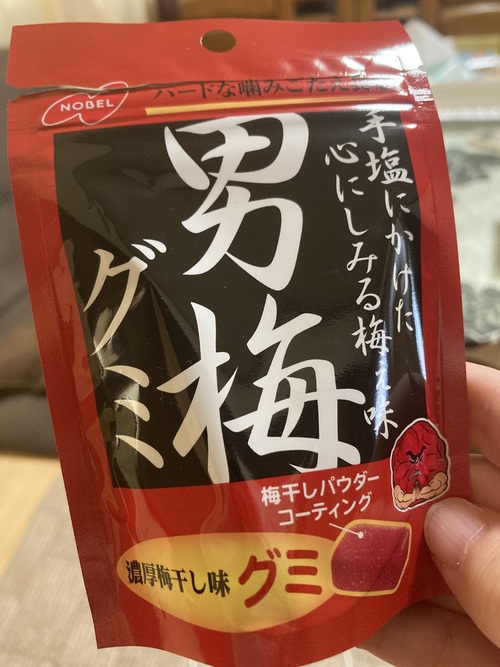 NOBEL
ハードな噛みごたえ
手塩にかけた
心にしみる梅の味
男梅
グミ
梅干しパウダー
コーティング
濃厚梅干し味
グミ